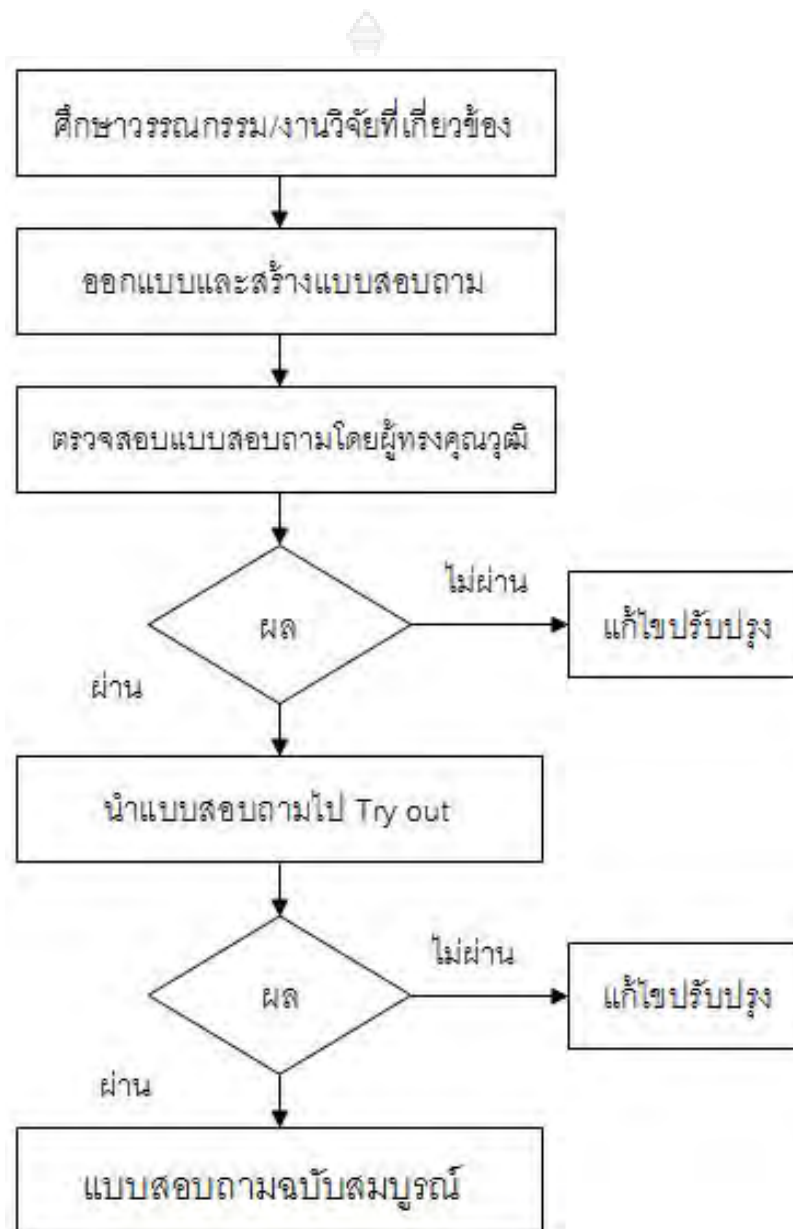 ศึกษาวรรณกรรม/งานวิจัยที่เกี่ยวข้อง
ออกแบบและสร้างแบบสอบถาม
ตรวจสอบแบบสอบถามโดยผู้ทรงคุณวุฒิ
ผล
ไม่ผ่าน
แก้ไขปรับปรุง
ผ่าน
นำแบบสอบถามไป Try out
ผล
ไม่ผ่าน
แก้ไขปรับปรุง
ผ่าน
แบบสอบถามฉบับสมบูรณ์